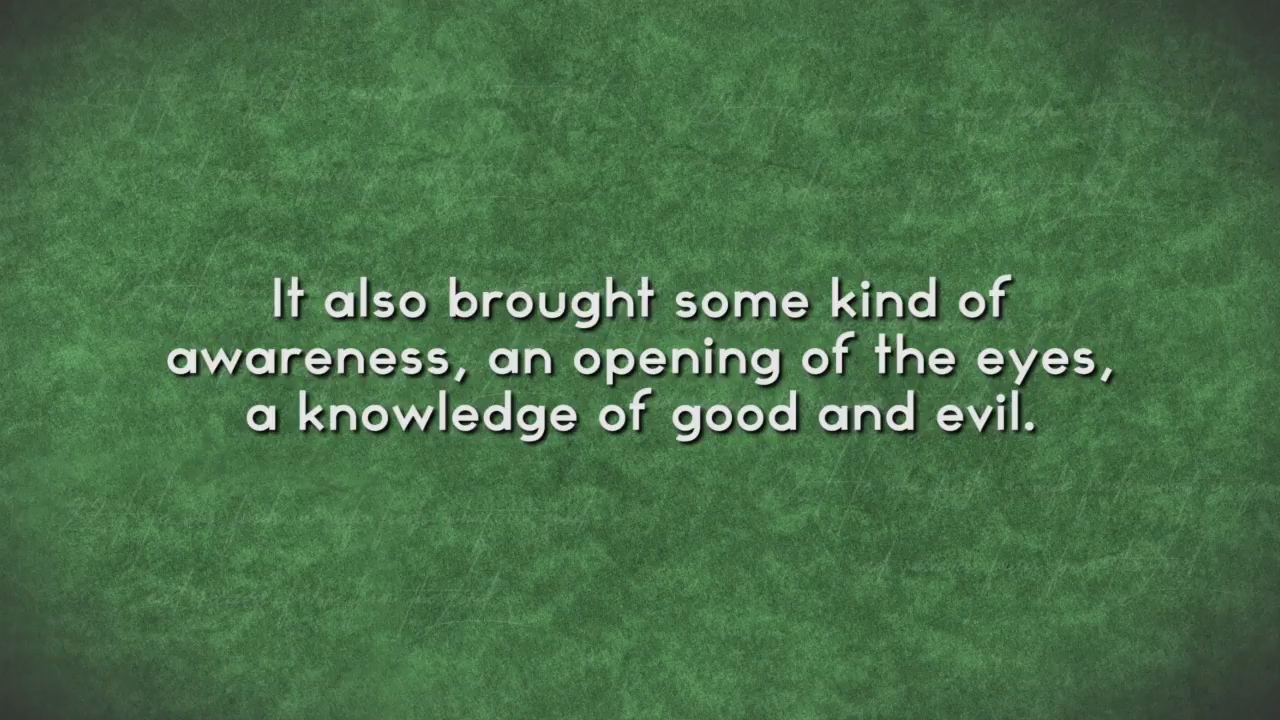 It also brought some kind of
awareness, an opening of the eyes,
a knowledge of good and evil.